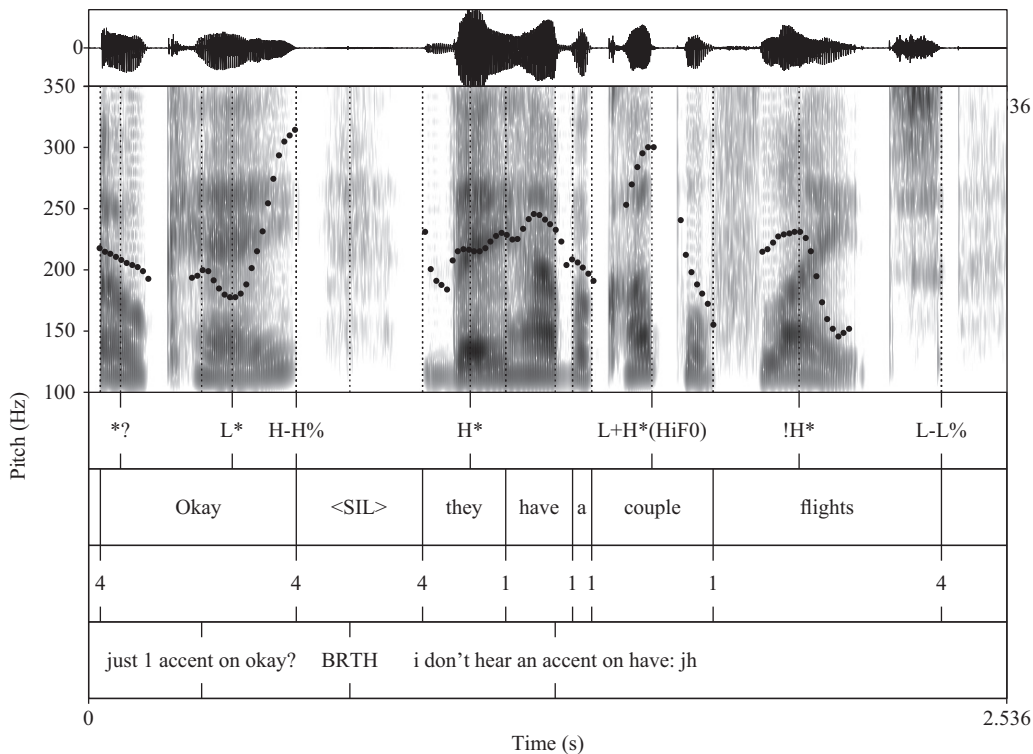 0
350
300
250
200
150
100
36
Pitch (Hz)
*? L* H-H% H* L+H*(HiF0) !H* L-L%
Okay <SIL> they have a couple flights
4 4 4 1 1 1 1 4
just 1 accent on okay? BRTH i don't hear an accent on have: jh
0 2.536
Time (s)